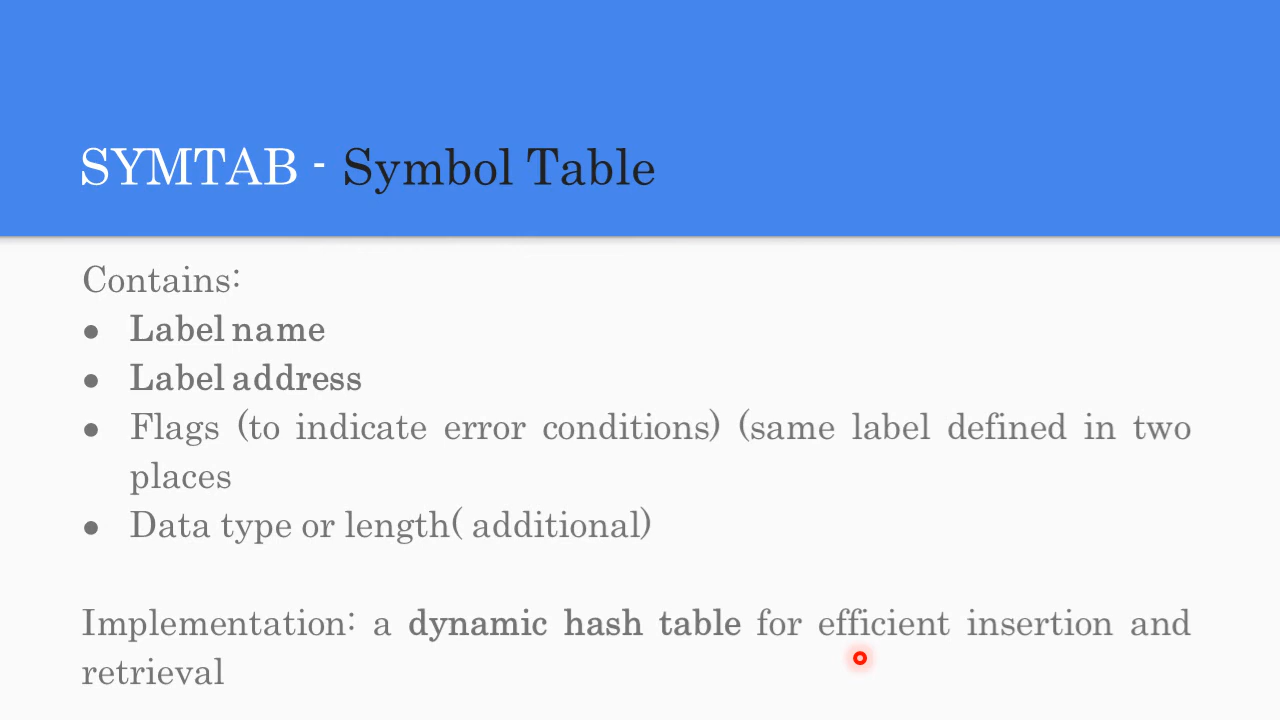 SYMTAB - Symbol Table
Contains:
● Label name
● Label address
● Flags (to indicate error conditions) (same label defined in two
places
● Data type or length( additional)
Implementation: a dynamic hash table for efficient insertion and
retrieval